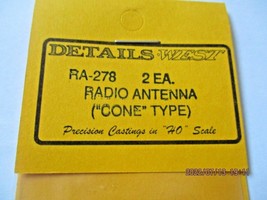 DETAILS WEST
RA-278 2 EA.
RADIO ANTENNA
("CONE" TYPE)
Precision Castings in "HO" Scale